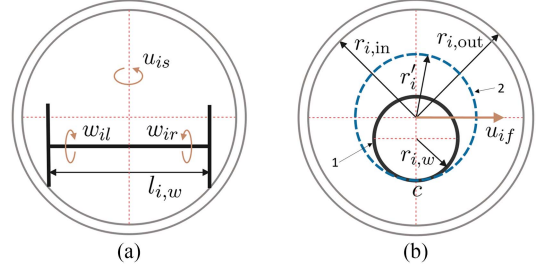 u_{is}
w_{il}
w_{ir}
l_{i,w}
(a)
r_{i,in}
r_{i,out}
r_i^'
2
u_{if}
1
r_{i,w}
c
(b)